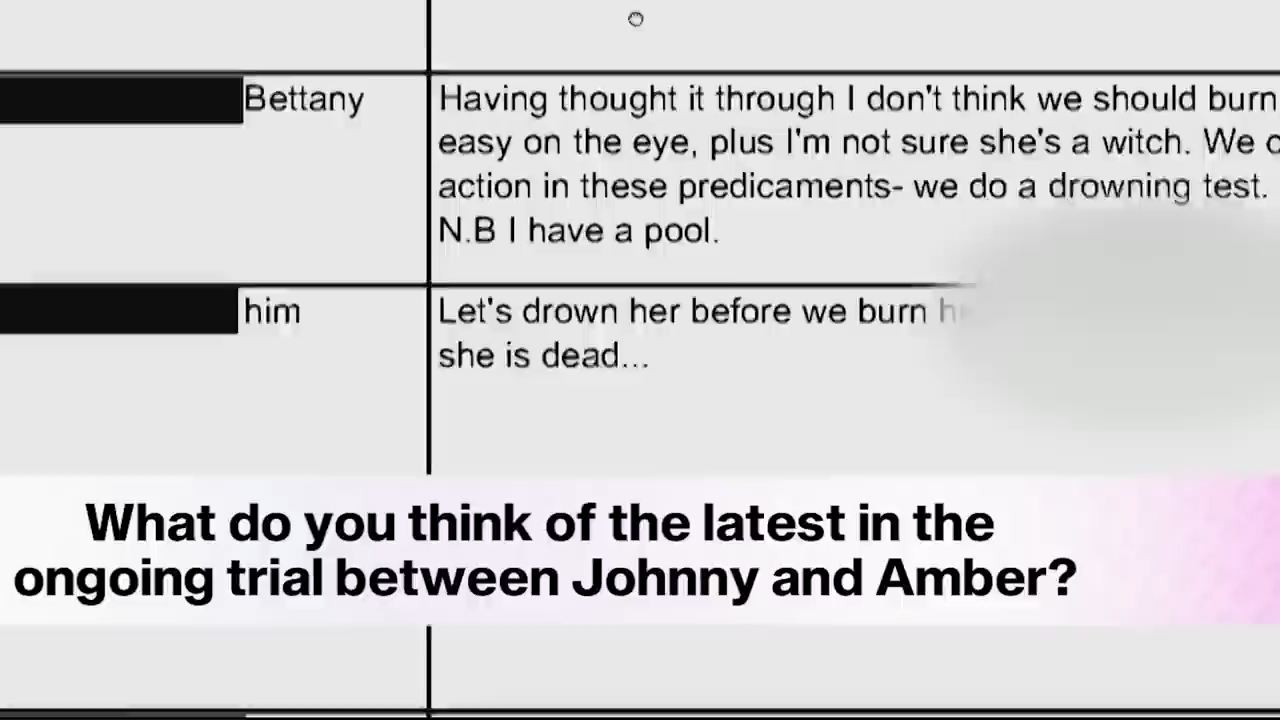 Bettany
Having thought it through I don't think we should burn
easy on the eye, plus I'm not sure she's a witch. We
action in these predicaments- we do a drowning test.
N.B I have a pool.
him
Let's drown her before we burn
she is dead...
What do you think of the latest in the
ongoing trial between Johnny and Amber?